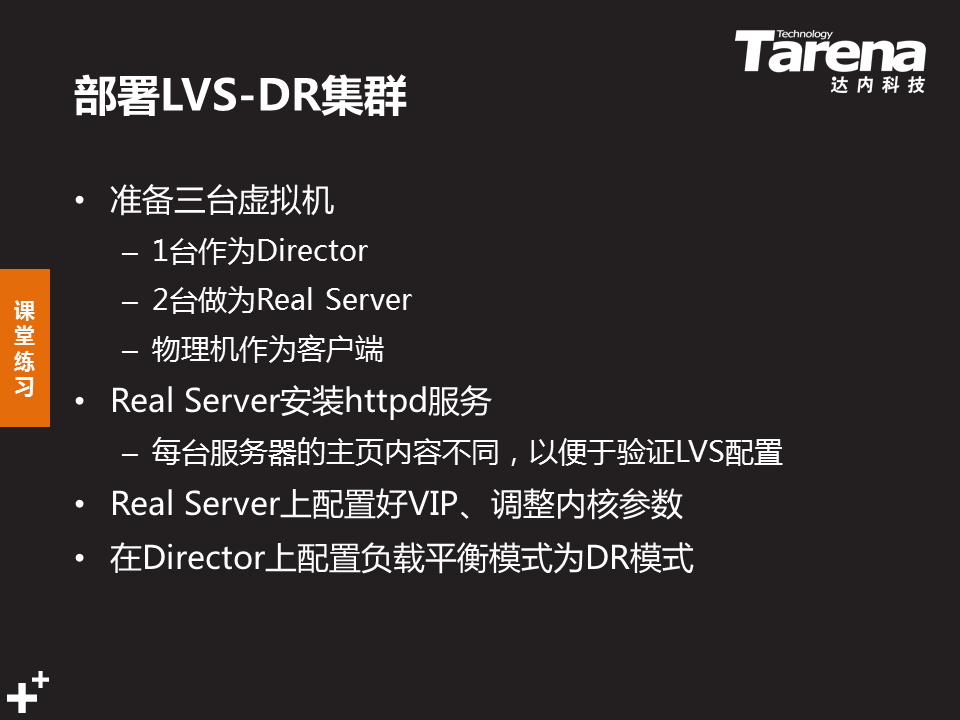 Technology
Tarena
达内科技
部署LVS-DR集群
• 准备三台虚拟机
– 1台作为Director
– 2台做为Real Server
– 物理机作为客户端
• Real Server安装httpd服务
– 每台服务器的主页内容不同，以便于验证LVS配置
• Real Server上配置好VIP、调整内核参数
• 在Director上配置负载平衡模式为DR模式
课
堂
练
习